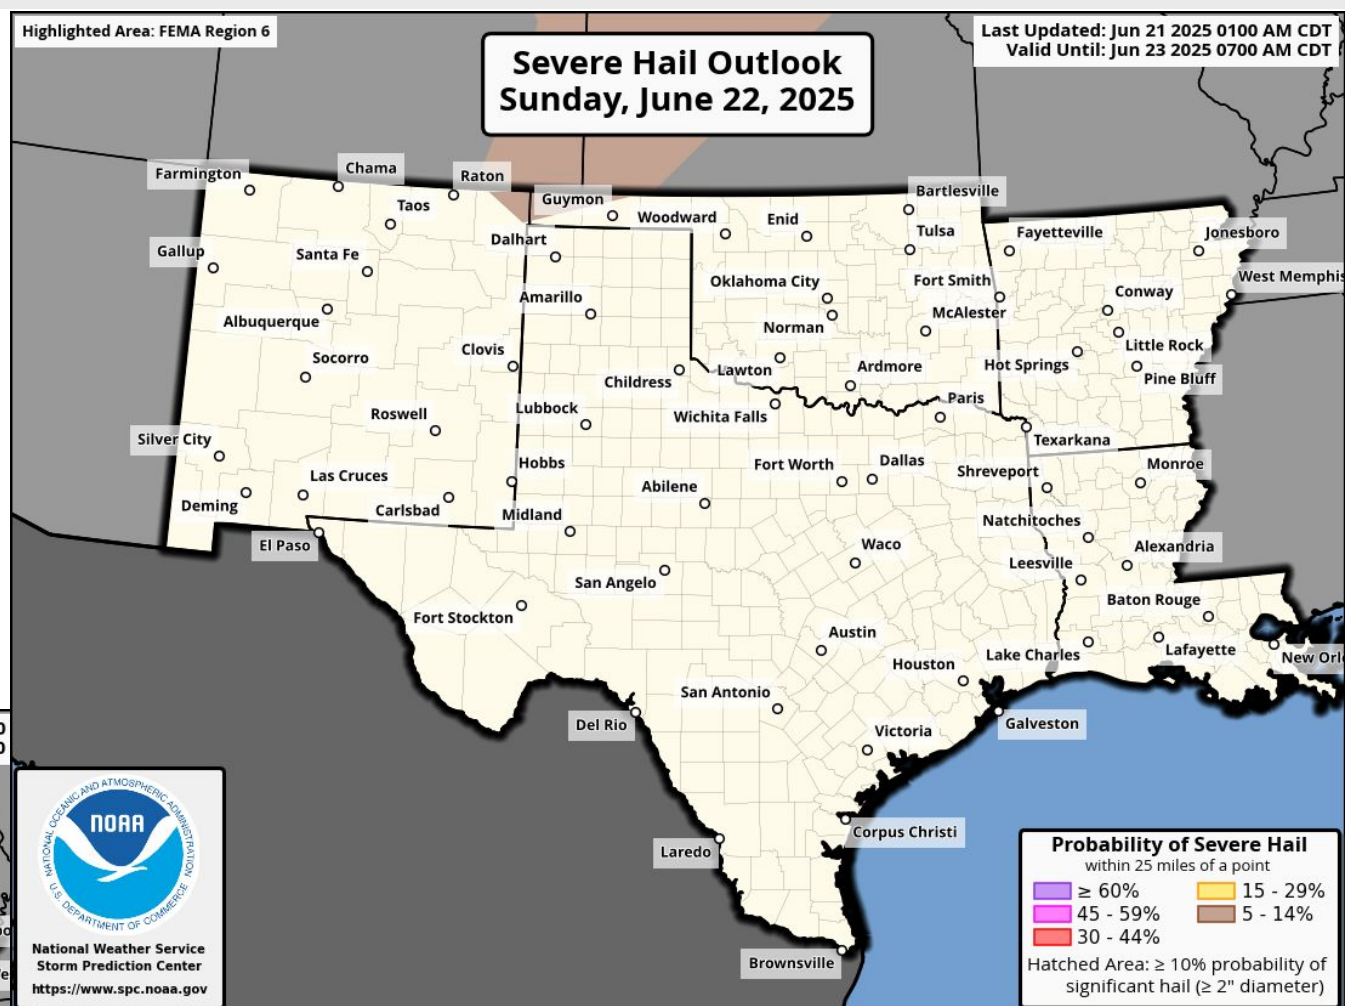 Highlighted Area: FEMA Region 6
Last Updated: Jun 21 2025 0100 AM CDT
Valid Until: Jun 23 2025 0700 AM CDT
Severe Hail Outlook
Sunday, June 22, 2025
Farmington
Chama
Raton
Guymon
Bartlesville
Taos
Woodward
Enid
Tulsa
Fayetteville
Jonesboro
Gallup
Santa Fe
Dalhart
Oklahoma City
Fort Smith
West Memphis
Albuquerque
Amarillo
Norman
McAlester
Conway
Socorro
Clovis
Childress
Lawton
Ardmore
Hot Springs
Little Rock
Pine Bluff
Roswell
Lubbock
Wichita Falls
Paris
Silver City
Texarkana
Las Cruces
Hobbs
Abilene
Fort Worth
Dallas
Shreveport
Monroe
Deming
Carlsbad
Midland
Natchitoches
El Paso
San Angelo
Waco
Leesville
Alexandria
Fort Stockton
Austin
Baton Rouge
Houston
Lake Charles
Lafayette
New Orl
Del Rio
San Antonio
Victoria
Galveston
Laredo
Corpus Christi
Brownsville
NATIONAL OCEANIC AND ATMOSPHERIC ADMINISTRATION
NOAA
U.S. DEPARTMENT OF COMMERCE
National Weather Service
Storm Prediction Center
https://www.spc.noaa.gov
Probability of Severe Hail
within 25 miles of a point
≥ 60%
15 - 29%
45 - 59%
5 - 14%
30 - 44%
Hatched Area: ≥ 10% probability of
significant hail (≥ 2" diameter)